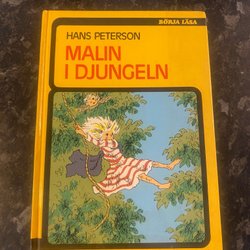 BÖRJA LÄSA
HANS PETERSON
MALIN
I DJUNGELN